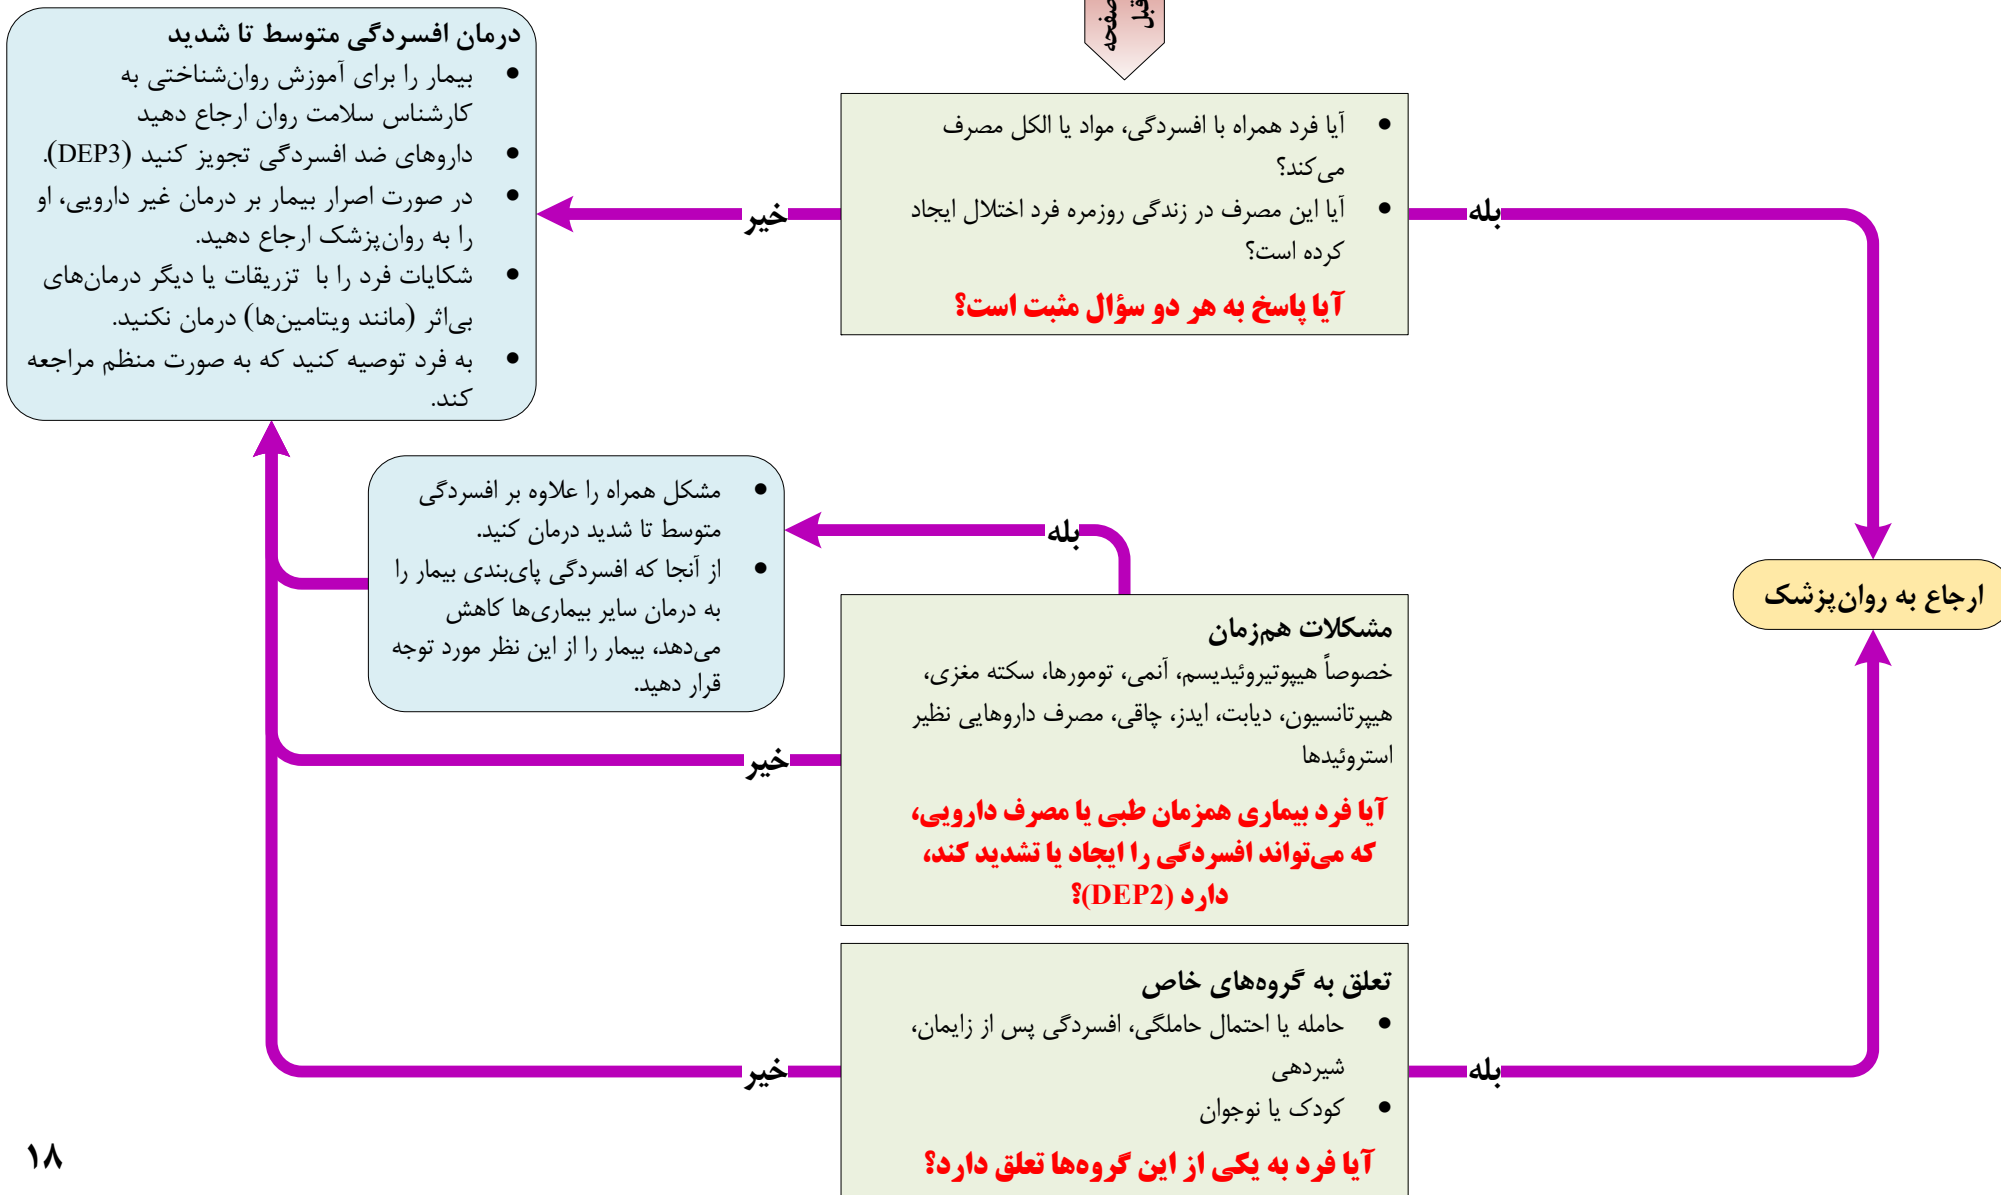 صفحه
قبل
آیا فرد همراه با افسردگی، مواد یا الکل مصرف
می‌کند؟
آیا این مصرف در زندگی روزمره فرد اختلال ایجاد
کرده است؟
آیا پاسخ به هر دو سؤال مثبت است؟
بله
خیر
درمان افسردگی متوسط تا شدید
بیمار را برای آموزش روان‌شناختی به
کارشناس سلامت روان ارجاع دهید
داروهای ضد افسردگی تجویز کنید (DEP3).
در صورت اصرار بیمار بر درمان غیر دارویی، او
را به روان‌پزشک ارجاع دهید.
شکایات فرد را با تزریقات یا دیگر درمان‌های
بی‌اثر (مانند ویتامین‌ها) درمان نکنید.
به فرد توصیه کنید که به صورت منظم مراجعه
کند.
ارجاع به روان‌پزشک
مشکلات هم‌زمان
خصوصاً هیپوتیروئیدیسم، آنمی، تومورها، سکته مغزی،
هیپرتانسیون، دیابت، ایدز، چاقی، مصرف داروهایی نظیر
استروئیدها
آیا فرد بیماری همزمان طبی یا مصرف دارویی،
که می‌تواند افسردگی را ایجاد یا تشدید کند،
دارد (DEP2)؟
بله
مشکل همراه را علاوه بر افسردگی
متوسط تا شدید درمان کنید.
از آنجا که افسردگی پای‌بندی بیمار را
به درمان سایر بیماری‌ها کاهش
می‌دهد، بیمار را از این نظر مورد توجه
قرار دهید.
خیر
تعلق به گروه‌های خاص
حامله یا احتمال حاملگی، افسردگی پس از زایمان،
شیردهی
کودک یا نوجوان
آیا فرد به یکی از این گروه‌ها تعلق دارد؟
بله
خیر
۱۸